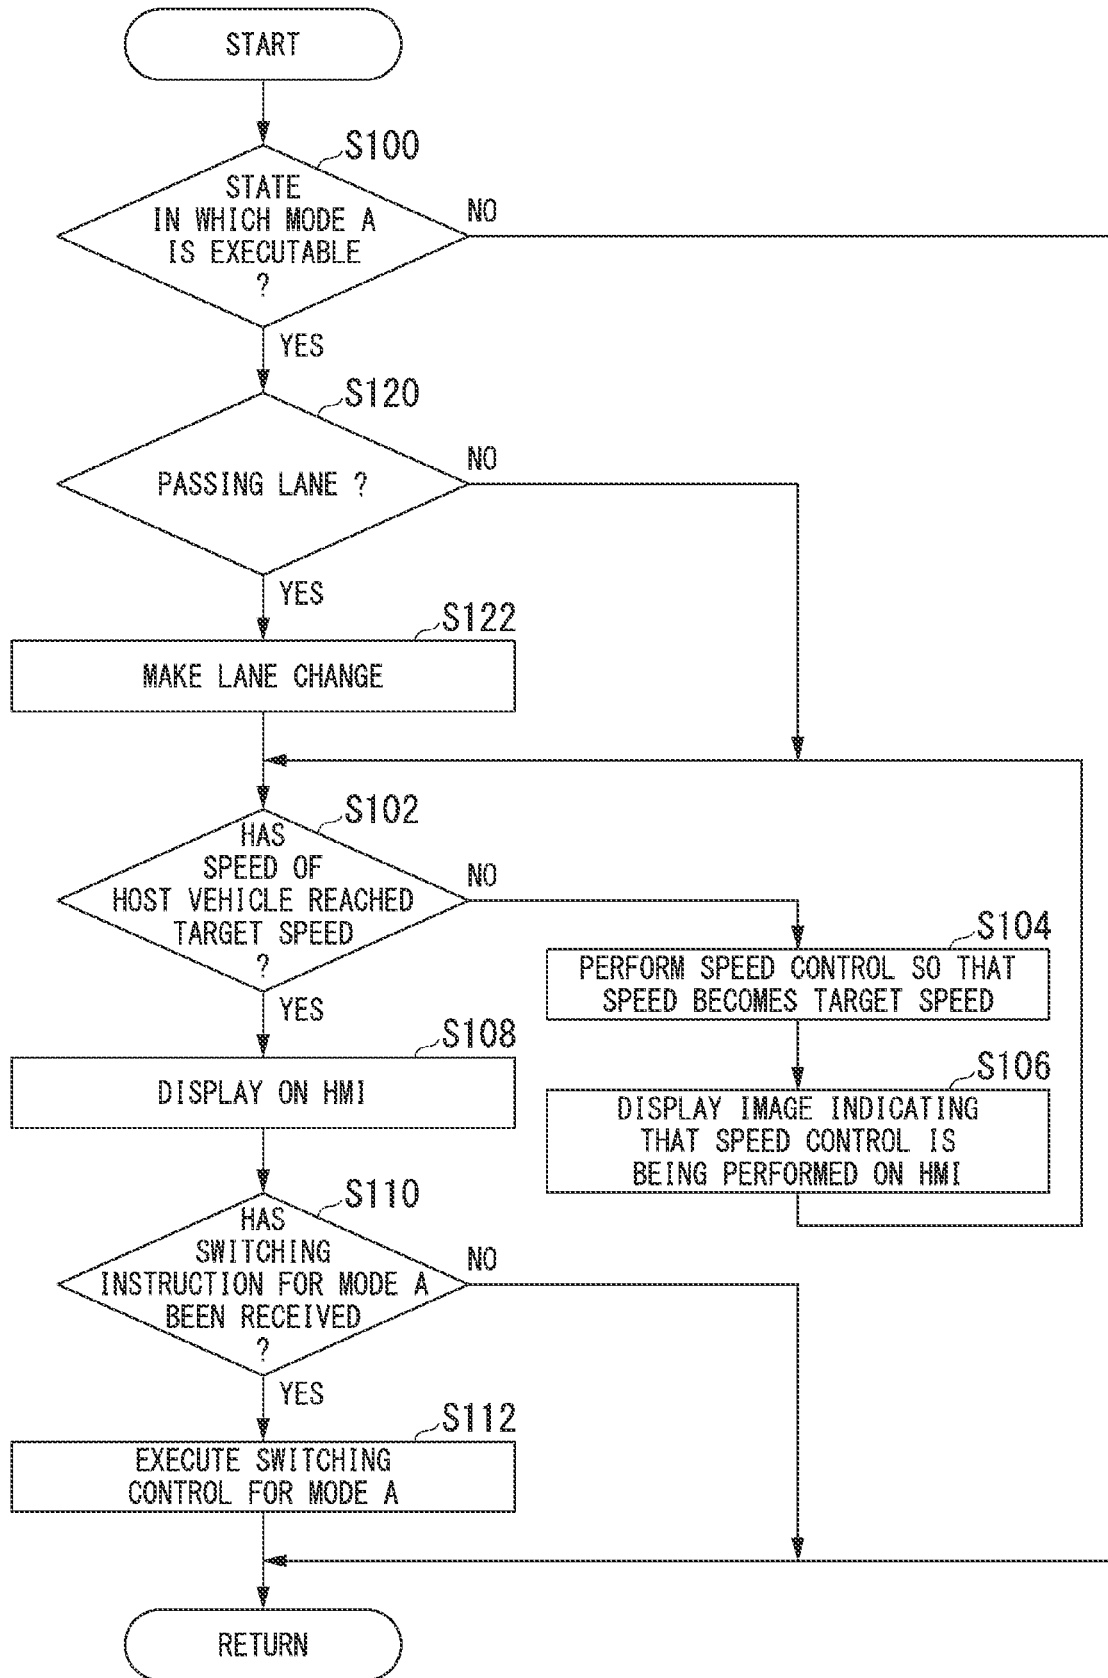 START
S100
STATE
IN WHICH MODE A
IS EXECUTABLE
?
NO
YES
S120
PASSING LANE ?
NO
YES
S122
MAKE LANE CHANGE
S102
HAS
SPEED OF
HOST VEHICLE REACHED
TARGET SPEED
?
NO
YES
S104
PERFORM SPEED CONTROL SO THAT
SPEED BECOMES TARGET SPEED
S106
DISPLAY IMAGE INDICATING
THAT SPEED CONTROL IS
BEING PERFORMED ON HMI
S108
DISPLAY ON HMI
S110
HAS
SWITCHING
INSTRUCTION FOR MODE A
BEEN RECEIVED
?
NO
YES
S112
EXECUTE SWITCHING
CONTROL FOR MODE A
RETURN